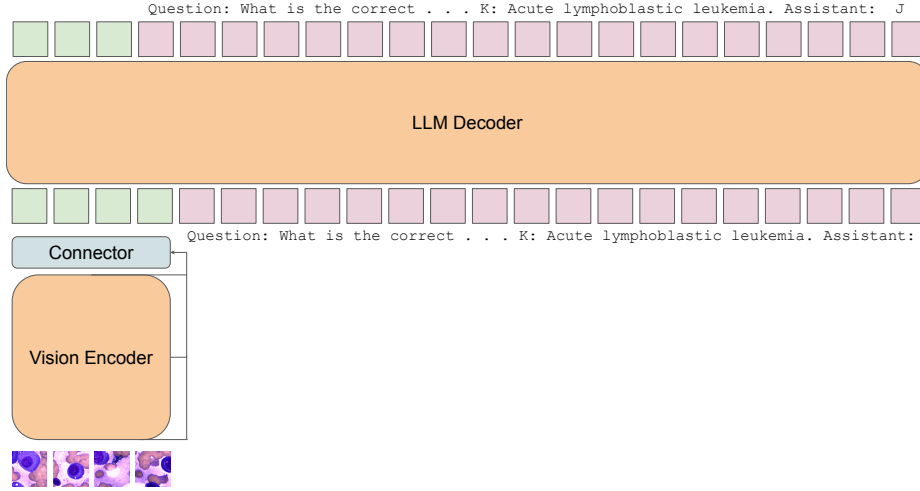 Question: What is the correct . . . K: Acute lymphoblastic leukemia. Assistant: J
LLM Decoder
Question: What is the correct . . . K: Acute lymphoblastic leukemia. Assistant:
Connector
Vision Encoder